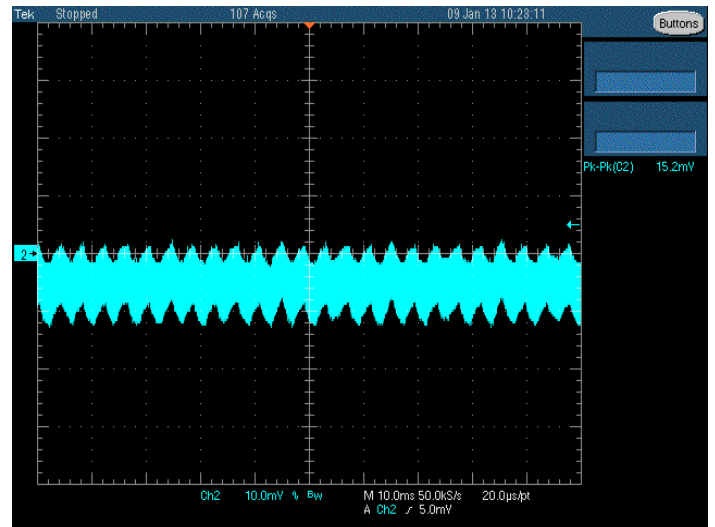 Tek Stopped 107 Acqs 09 Jan 13 10:23:11
Buttons
Pk-Pk(C2) 15.2mV
2
Ch2 10.0mV ∿ BW M 10.0ms 50.0kS/s 20.0µs/pt
A Ch2 ∕ 5.0mV